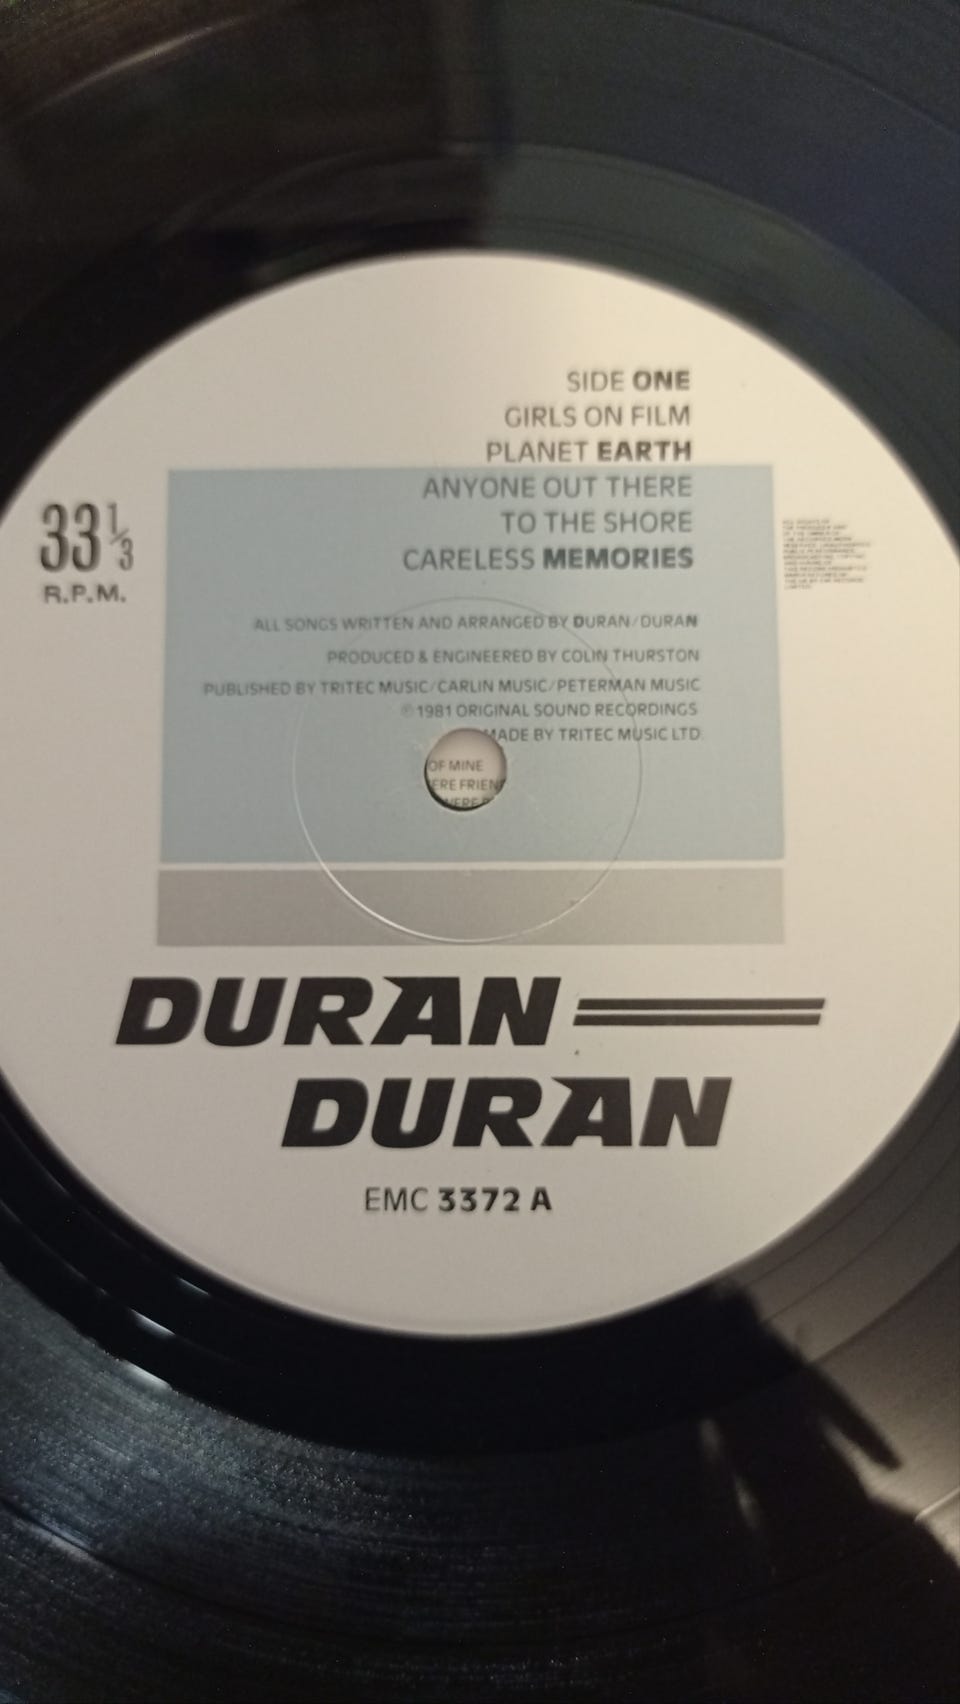 SIDE ONE
GIRLS ON FILM
PLANET EARTH
ANYONE OUT THERE
TO THE SHORE
CARELESS MEMORIES
33 1/3
R.P.M.
ALL SONGS WRITTEN AND ARRANGED BY DURAN/DURAN
PRODUCED & ENGINEERED BY COLIN THURSTON
PUBLISHED BY TRITEC MUSIC/CARLIN MUSIC/PETERMAN MUSIC
℗1981 ORIGINAL SOUND RECORDINGS
MADE BY TRITEC MUSIC LTD.
OF MINE
DURAN
DURAN
EMC 3372 A